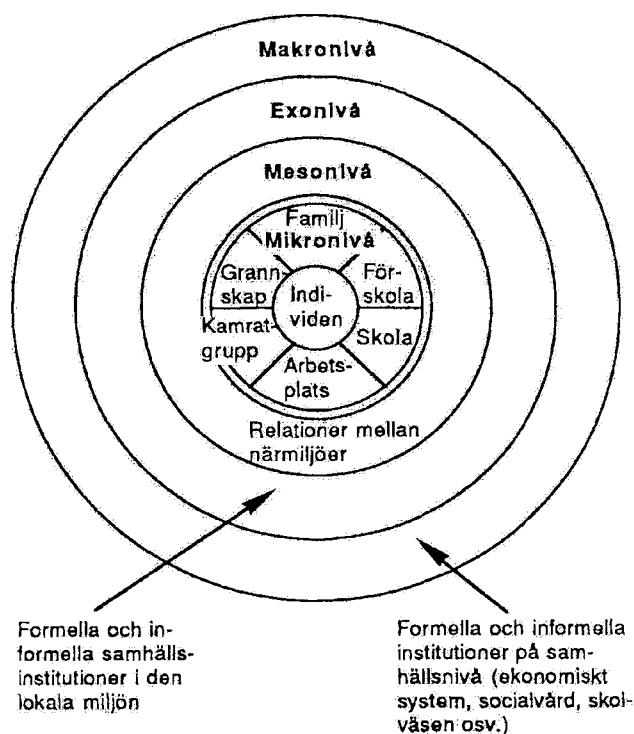 Makronivå
Exonivå
Mesonivå
Familj
Mikronivå
Grann-
skap
För-
skola
Indi-
viden
Kamrat-
grupp
Skola
Arbets-
plats
Relationer mellan
närmiljöer
Formella och in-
formella samhälls-
institutioner i den
lokala miljön
Formella och informella
institutioner på sam-
hällsnivå (ekonomiskt
system, socialvård, skol-
väsen osv.)